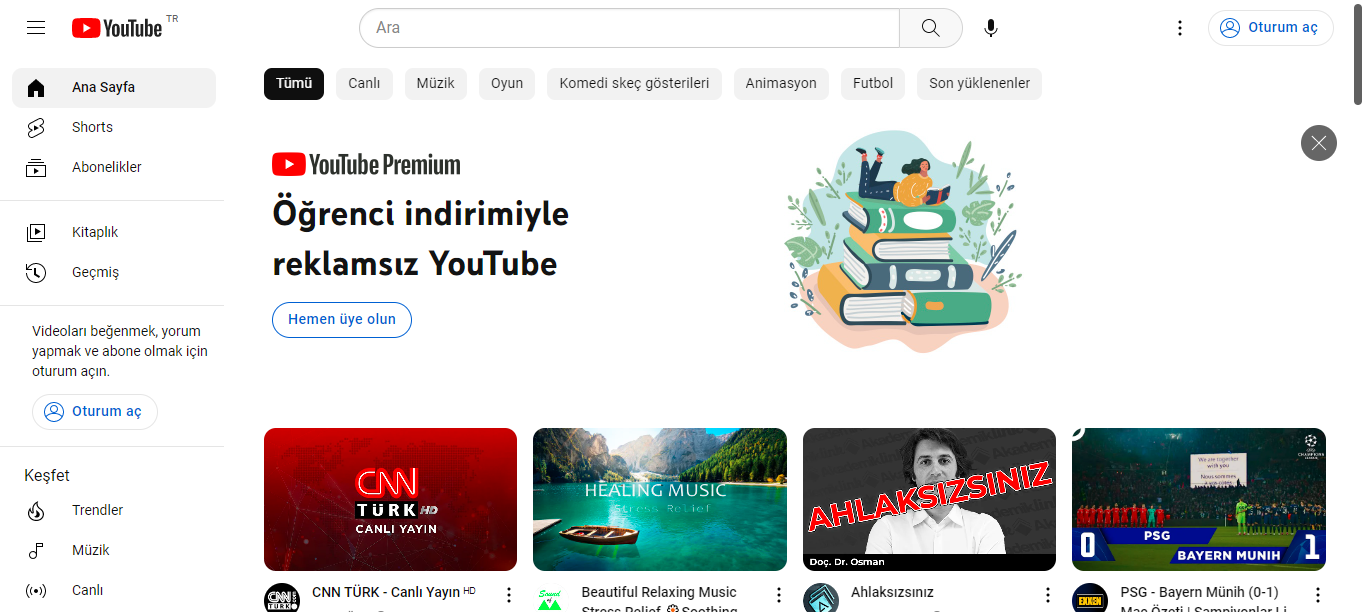 YouTube TR
Ara
Oturum aç
Ana Sayfa
Shorts
Abonelikler
Kitaplık
Geçmiş
Videoları beğenmek, yorum
yapmak ve abone olmak için
oturum açın.
Oturum aç
Keşfet
Trendler
Müzik
Canlı
Tümü
Canlı
Müzik
Oyun
Komedi skeç gösterileri
Animasyon
Futbol
Son yüklenenler
YouTube Premium
Öğrenci indirimiyle
reklamsız YouTube
Hemen üye olun
CNN
TÜRK HD
CANLI YAYIN
CNN TÜRK - Canlı Yayın HD
HEALING MUSIC
Stress Relief
Beautiful Relaxing Music
Stress Relief Soothing
AHLAKSIZSINIZ
Doç. Dr. Osman
Ahlaksızsınız
We are together
with you
Nous sommes
0 PSG
BAYERN MUNIH 1
PSG - Bayern Münih (0-1)
Maç Özeti | Şampiyonlar Li